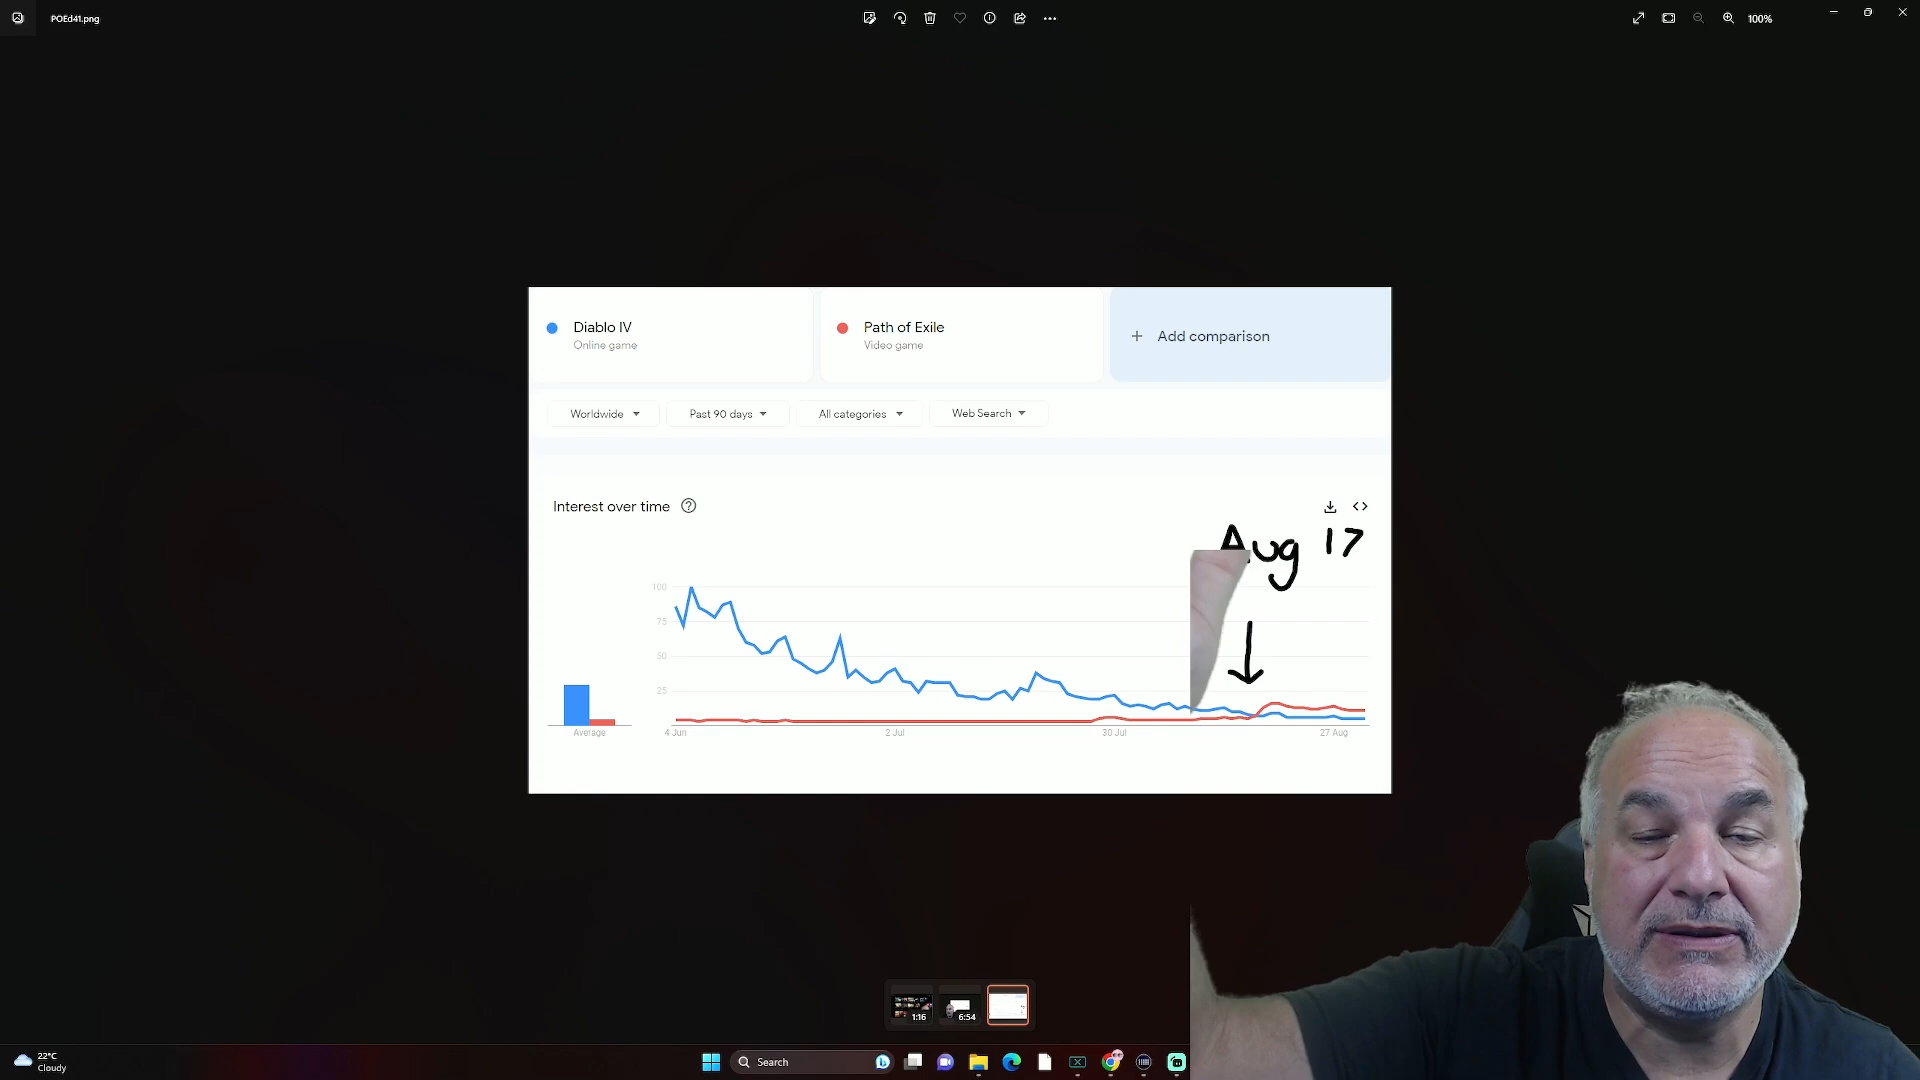 POEd41.png
100%
Diablo IV
Online game
Path of Exile
Video game
+ Add comparison
Worldwide
Past 90 days
All categories
Web Search
Interest over time ?
Aug 17
100
75
50
25
Average
4 Jun
2 Jul
30 Jul
27 Aug
1:16
6:54
22°C
Cloudy
Search